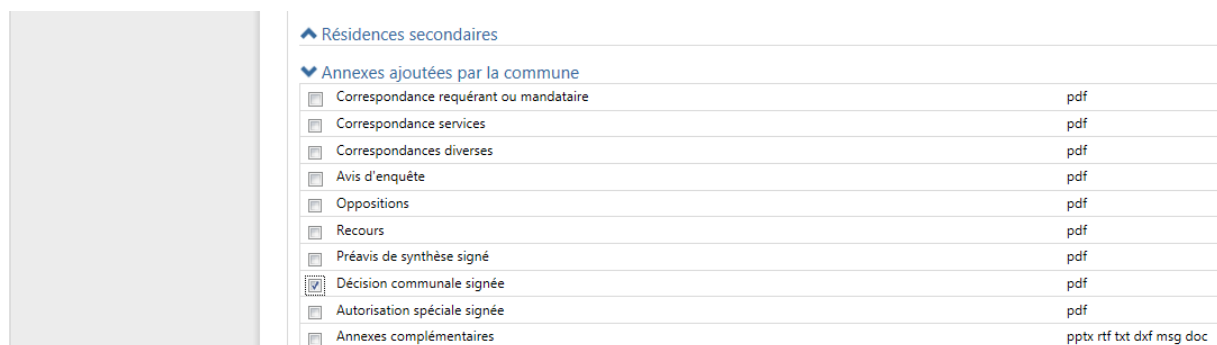 Résidences secondaires
Annexes ajoutées par la commune
Correspondance requérant ou mandataire pdf
Correspondance services pdf
Correspondances diverses pdf
Avis d'enquête pdf
Oppositions pdf
Recours pdf
Préavis de synthèse signé pdf
Décision communale signée pdf
Autorisation spéciale signée pdf
Annexes complémentaires pptx rtf txt dxf msg doc